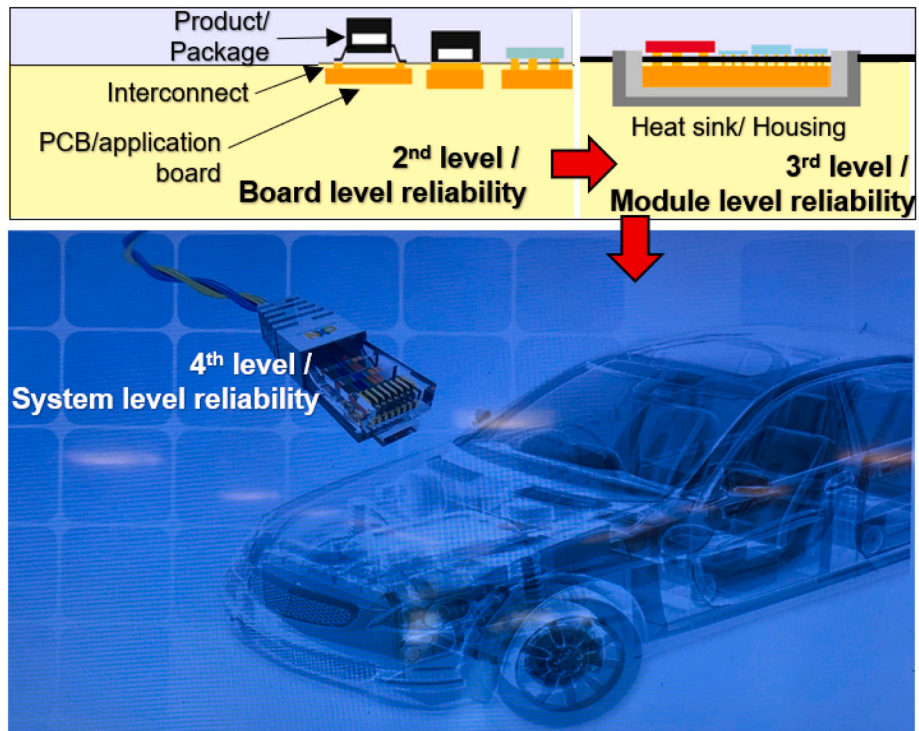 Product/
Package
Interconnect
PCB/application
board
2nd level /
Board level reliability
Heat sink/ Housing
3rd level /
Module level reliability
4th level /
System level reliability
NXP